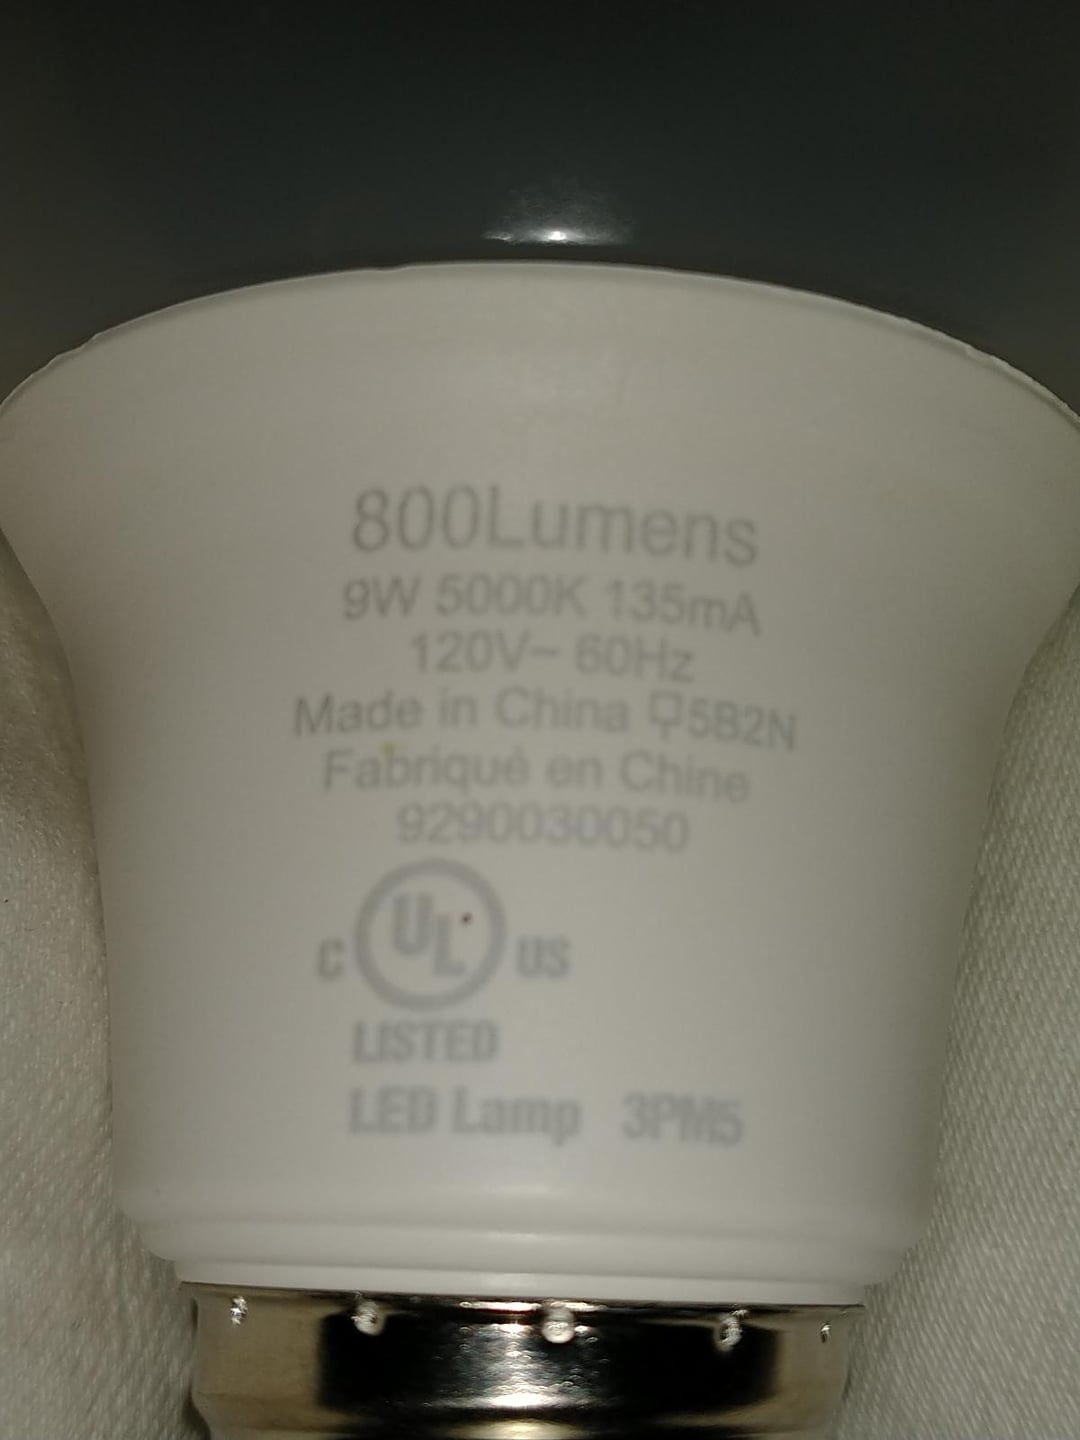 800Lumens
9W 5000K 135mA
120V~ 60Hz
Made in China 5B2N
Fabriqué en Chine
9290030050
C UL US
LISTED
LED Lamp 3PM5